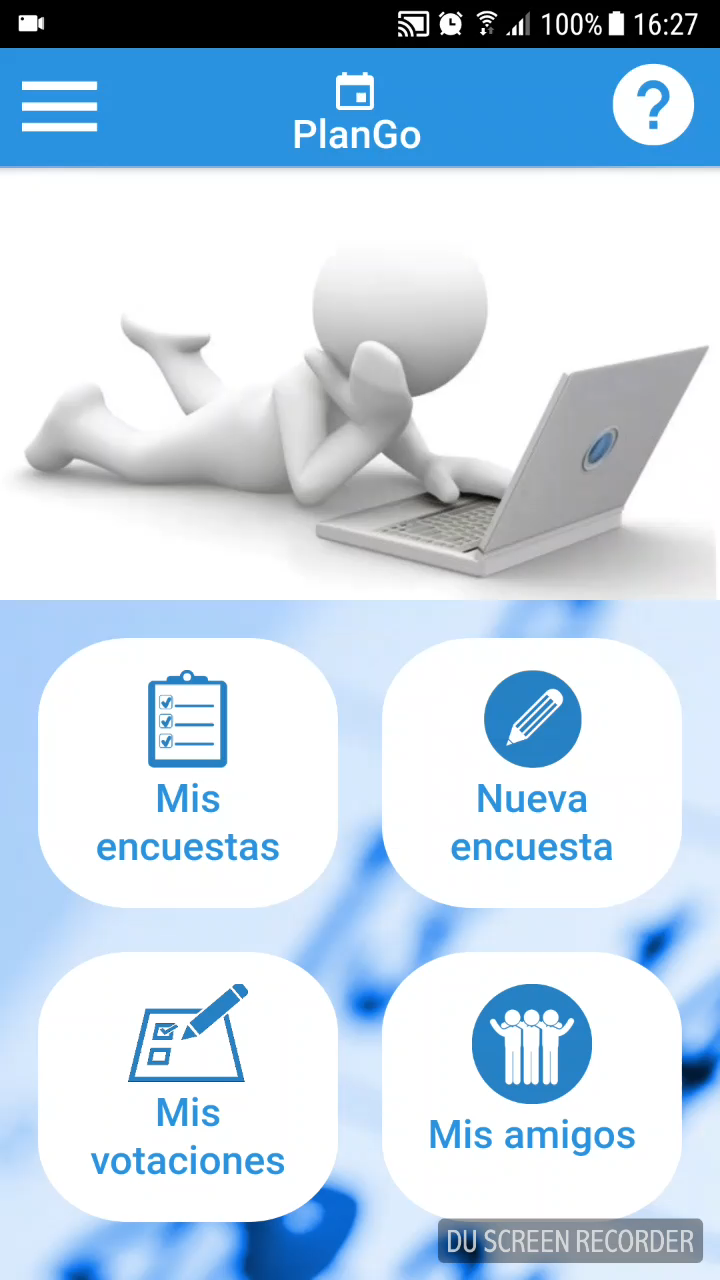 100% 16:27
PlanGo
?
Mis
encuestas
Nueva
encuesta
Mis
votaciones
Mis amigos
DU SCREEN RECORDER